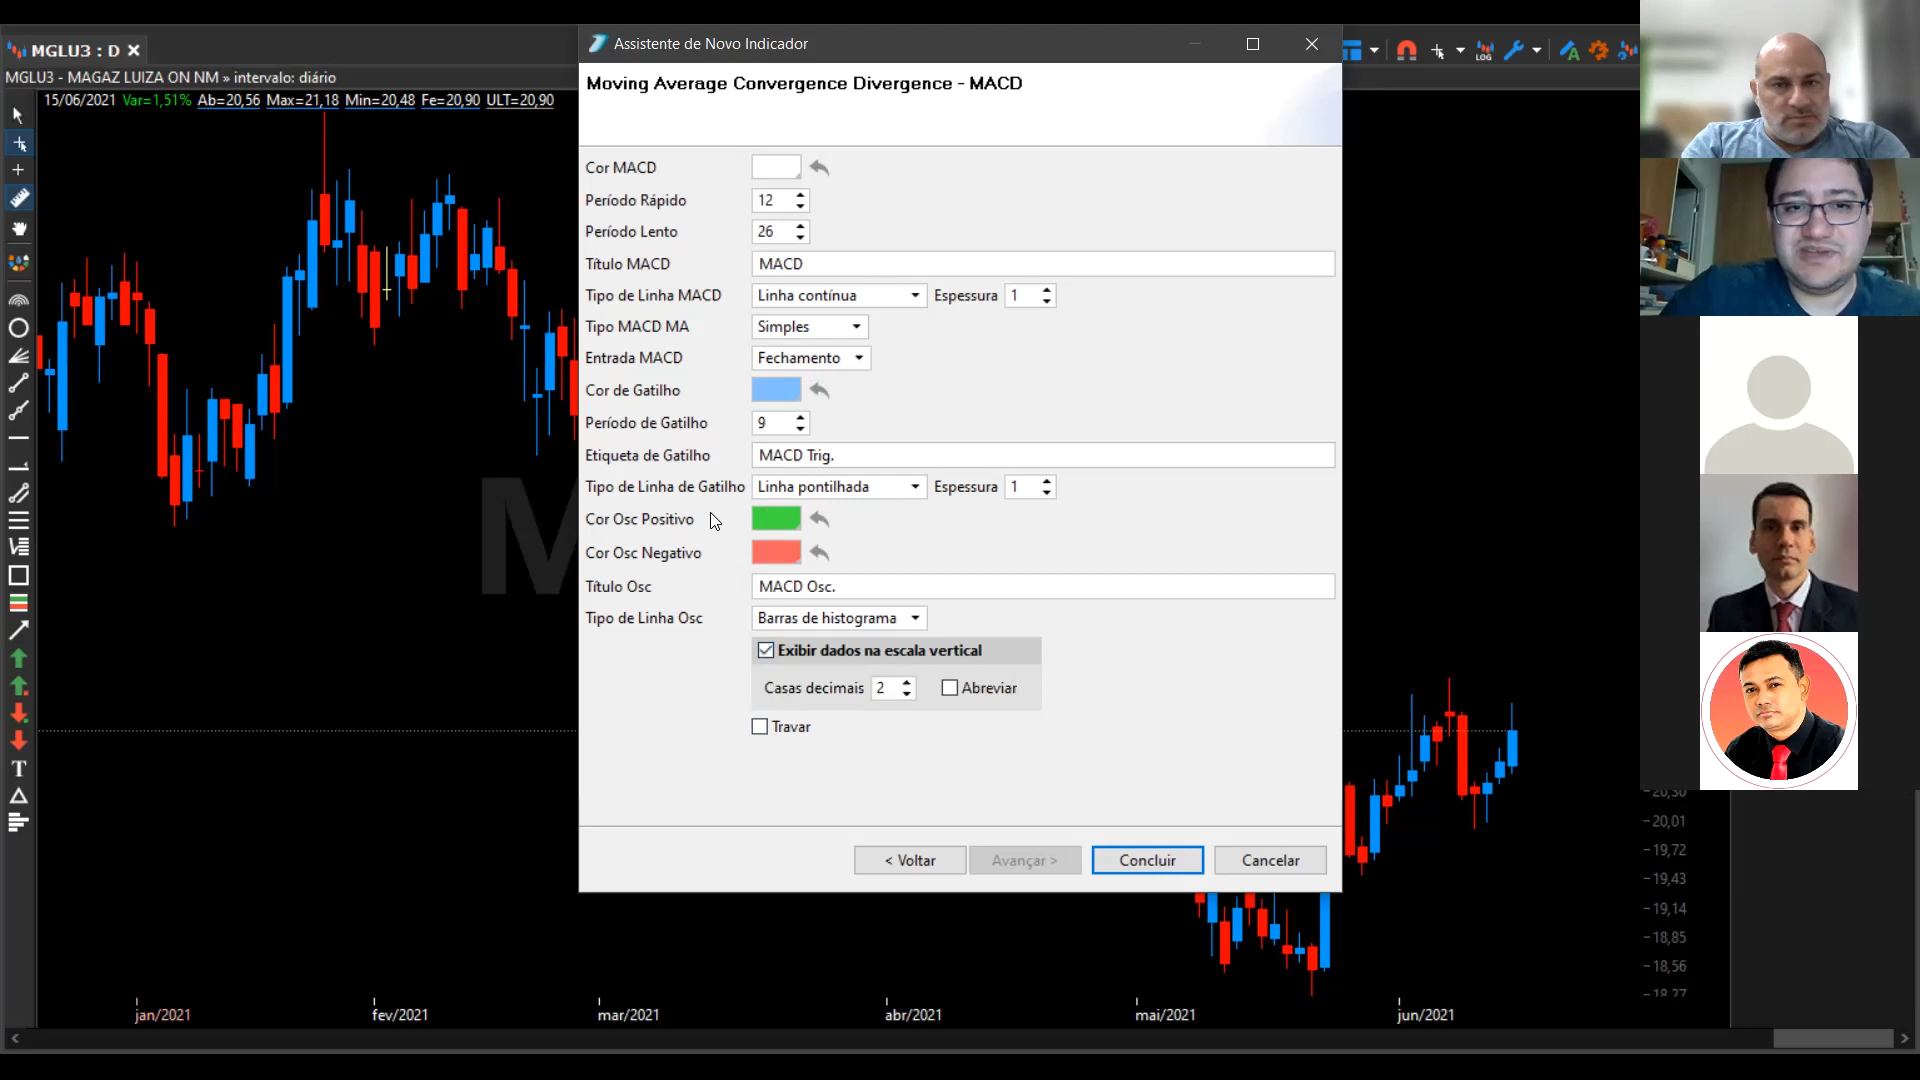 MGLU3 : D
MGLU3 - MAGAZ LUIZA ON NM » intervalo: diário
15/06/2021 Var=1,51% Ab=20,56 Max=21,18 Min=20,48 Fe=20,90 ULT=20,90
LOG
Assistente de Novo Indicador
Moving Average Convergence Divergence - MACD
Cor MACD
Período Rápido 12
Período Lento 26
Título MACD MACD
Tipo de Linha MACD Linha contínua Espessura 1
Tipo MACD MA Simples
Entrada MACD Fechamento
Cor de Gatilho
Período de Gatilho 9
Etiqueta de Gatilho MACD Trig.
Tipo de Linha de Gatilho Linha pontilhada Espessura 1
Cor Osc Positivo
Cor Osc Negativo
Título Osc MACD Osc.
Tipo de Linha Osc Barras de histograma
Exibir dados na escala vertical
Casas decimais 2 Abreviar
Travar
< Voltar Avançar > Concluir Cancelar
20,30
20,01
19,72
19,43
19,14
18,85
18,56
18,27
jan/2021 fev/2021 mar/2021 abr/2021 mai/2021 jun/2021